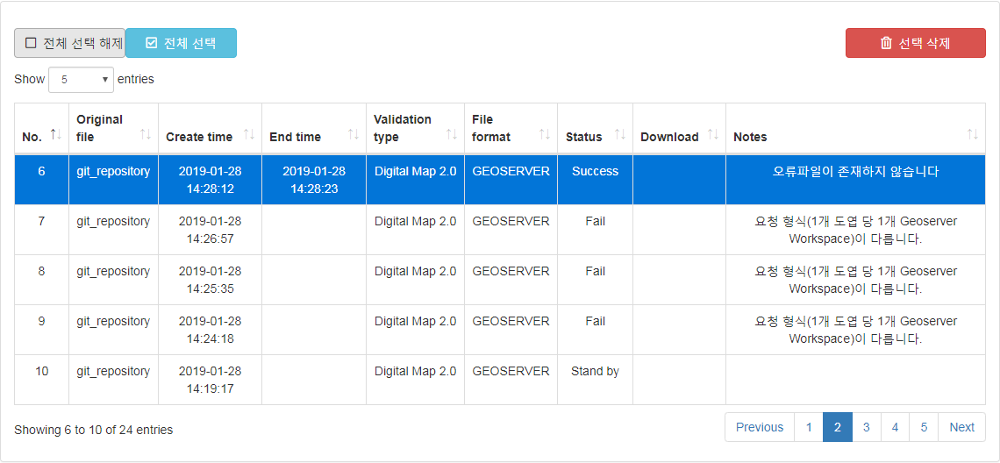 전체 선택 해제 전체 선택 선택 삭제
Show 5 entries
No. Original file Create time End time Validation type File format Status Download Notes
6 git_repository 2019-01-28 14:28:12 2019-01-28 14:28:23 Digital Map 2.0 GEOSERVER Success 오류파일이 존재하지 않습니다
7 git_repository 2019-01-28 14:26:57 Digital Map 2.0 GEOSERVER Fail 요청 형식(1개 도엽 당 1개 Geoserver Workspace)이 다릅니다.
8 git_repository 2019-01-28 14:25:35 Digital Map 2.0 GEOSERVER Fail 요청 형식(1개 도엽 당 1개 Geoserver Workspace)이 다릅니다.
9 git_repository 2019-01-28 14:24:18 Digital Map 2.0 GEOSERVER Fail 요청 형식(1개 도엽 당 1개 Geoserver Workspace)이 다릅니다.
10 git_repository 2019-01-28 14:19:17 Digital Map 2.0 GEOSERVER Stand by
Showing 6 to 10 of 24 entries Previous 1 2 3 4 5 Next